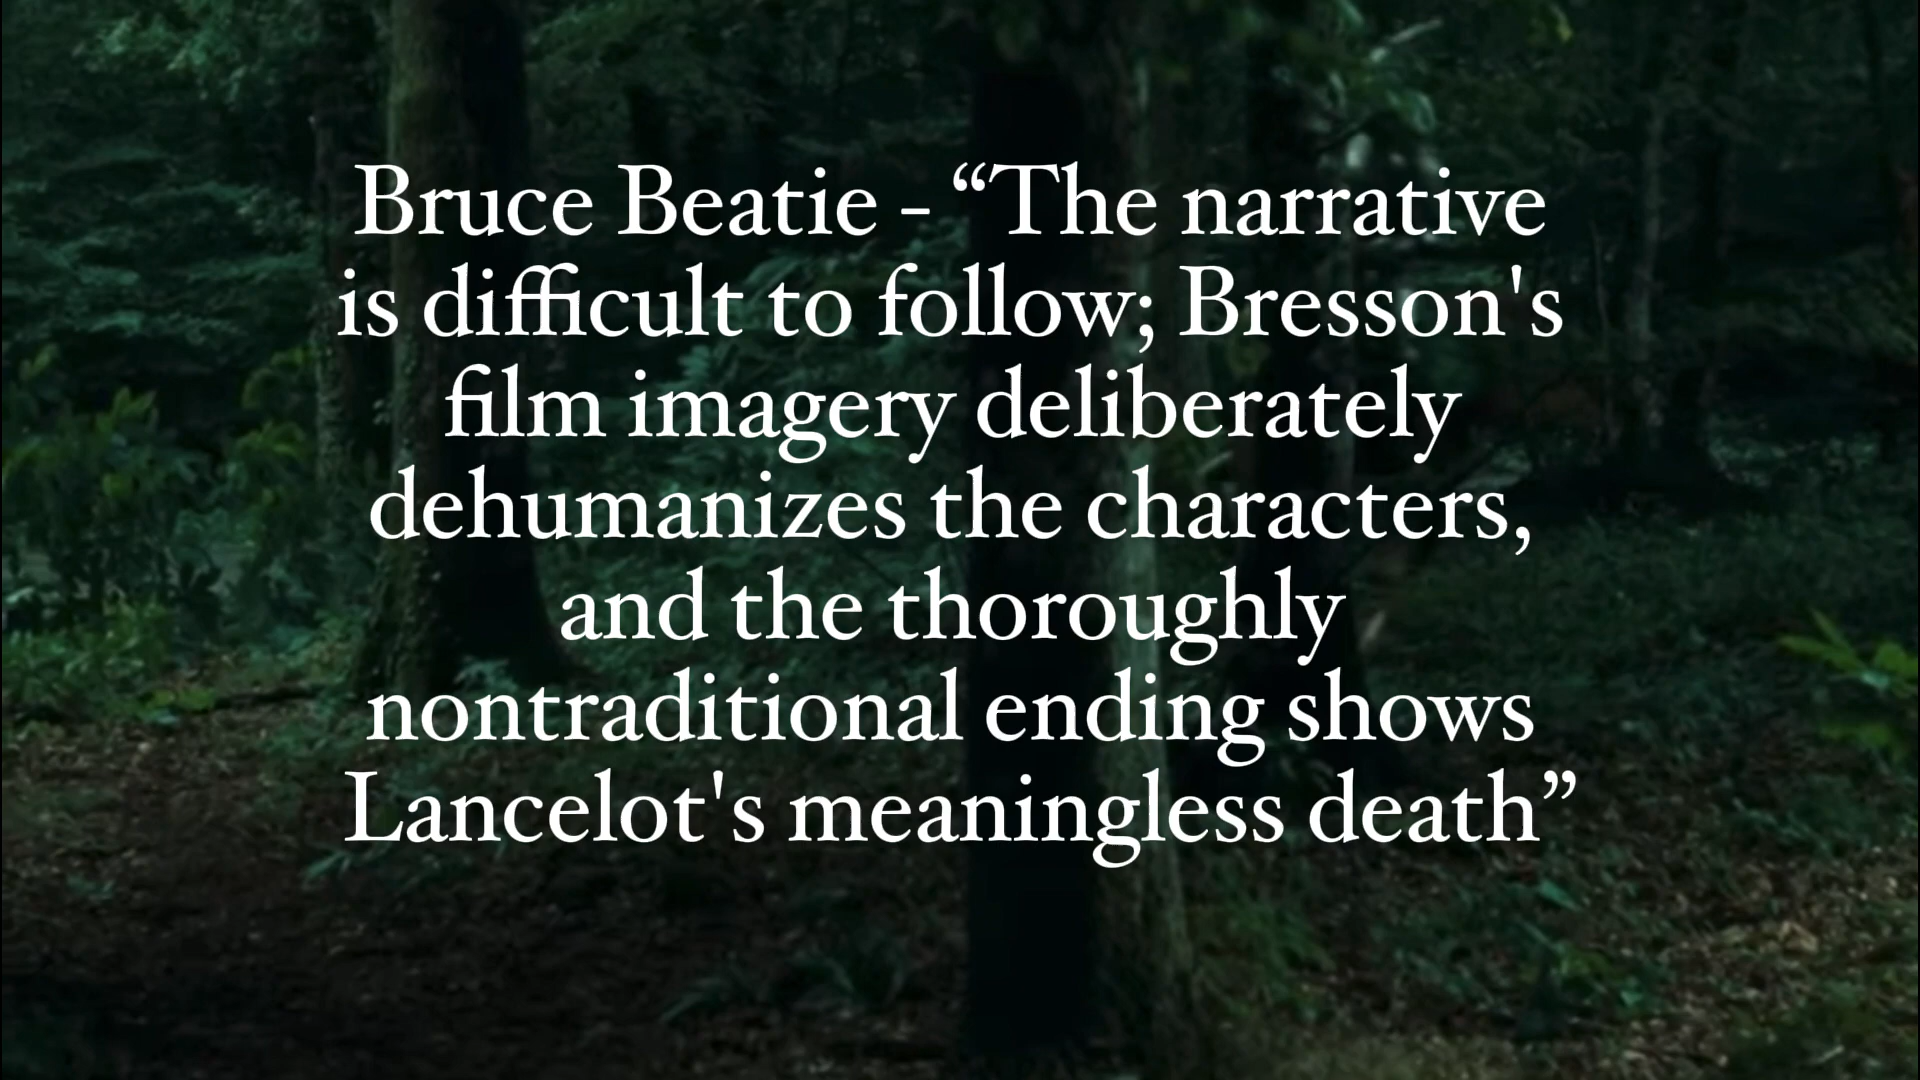 Bruce Beatie - “The narrative
is difficult to follow; Bresson's
film imagery deliberately
dehumanizes the characters,
and the thoroughly
nontraditional ending shows
Lancelot's meaningless death”